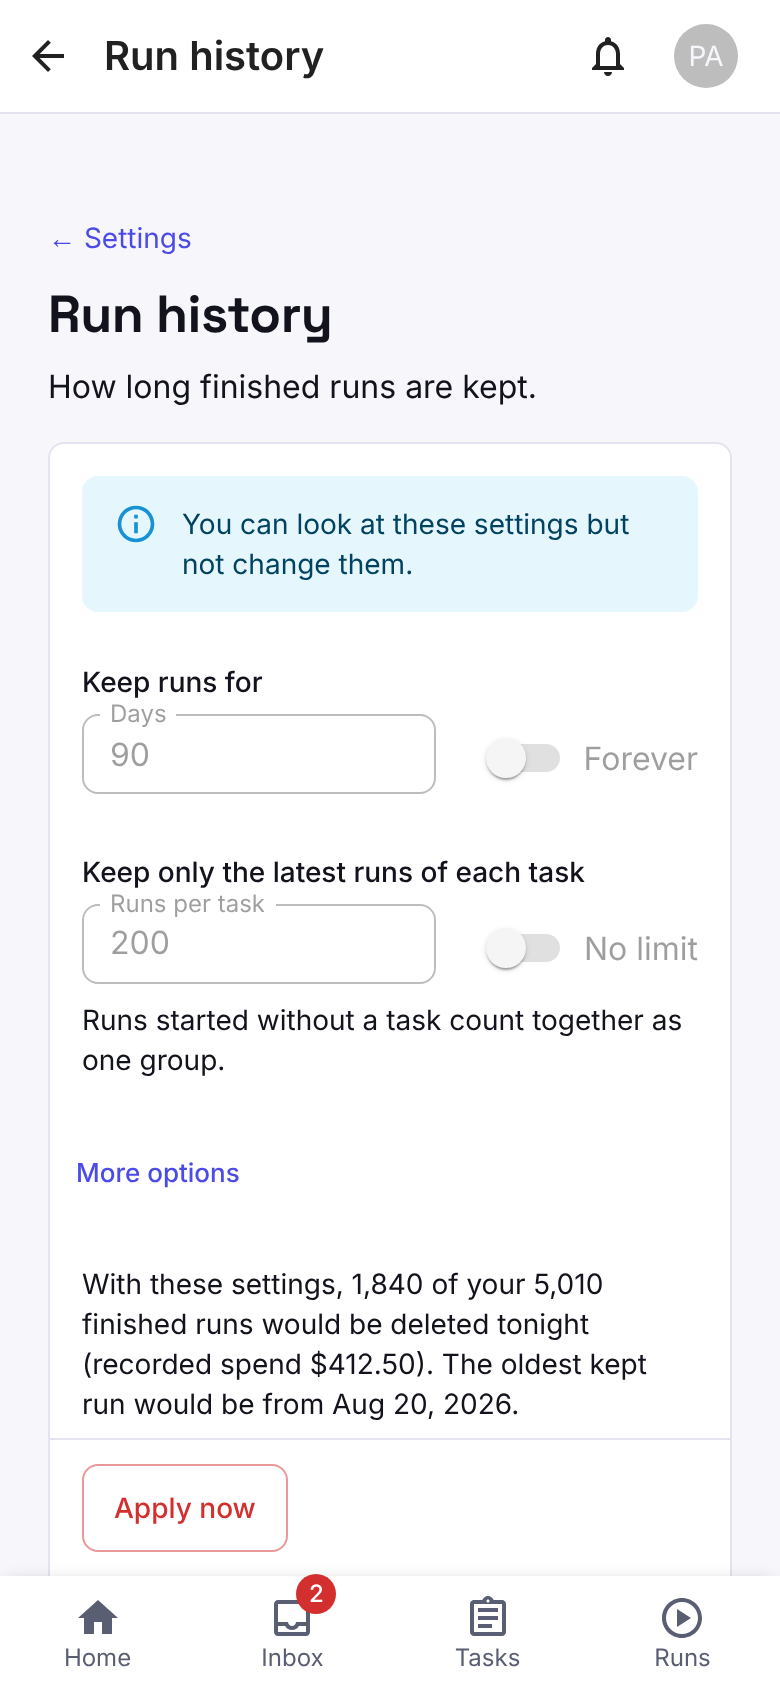 Run history
PA
← Settings
Run history
How long finished runs are kept.
You can look at these settings but
not change them.
Keep runs for
Days
90
Forever
Keep only the latest runs of each task
Runs per task
200
No limit
Runs started without a task count together as
one group.
More options
With these settings, 1,840 of your 5,010
finished runs would be deleted tonight
(recorded spend $412.50). The oldest kept
run would be from Aug 20, 2026.
Apply now
2
Home
Inbox
Tasks
Runs